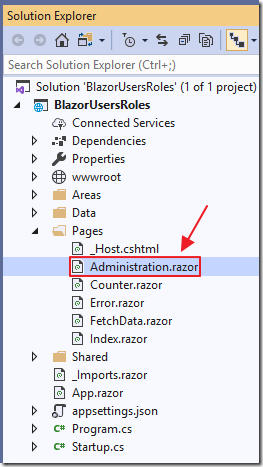 Solution Explorer
Search Solution Explorer (Ctrl+;)
Solution 'BlazorUsersRoles' (1 of 1 project)
BlazorUsersRoles
Connected Services
Dependencies
Properties
wwwroot
Areas
Data
Pages
_Host.cshtml
Administration.razor
Counter.razor
Error.razor
FetchData.razor
Index.razor
Shared
_Imports.razor
App.razor
appsettings.json
C# Program.cs
C# Startup.cs